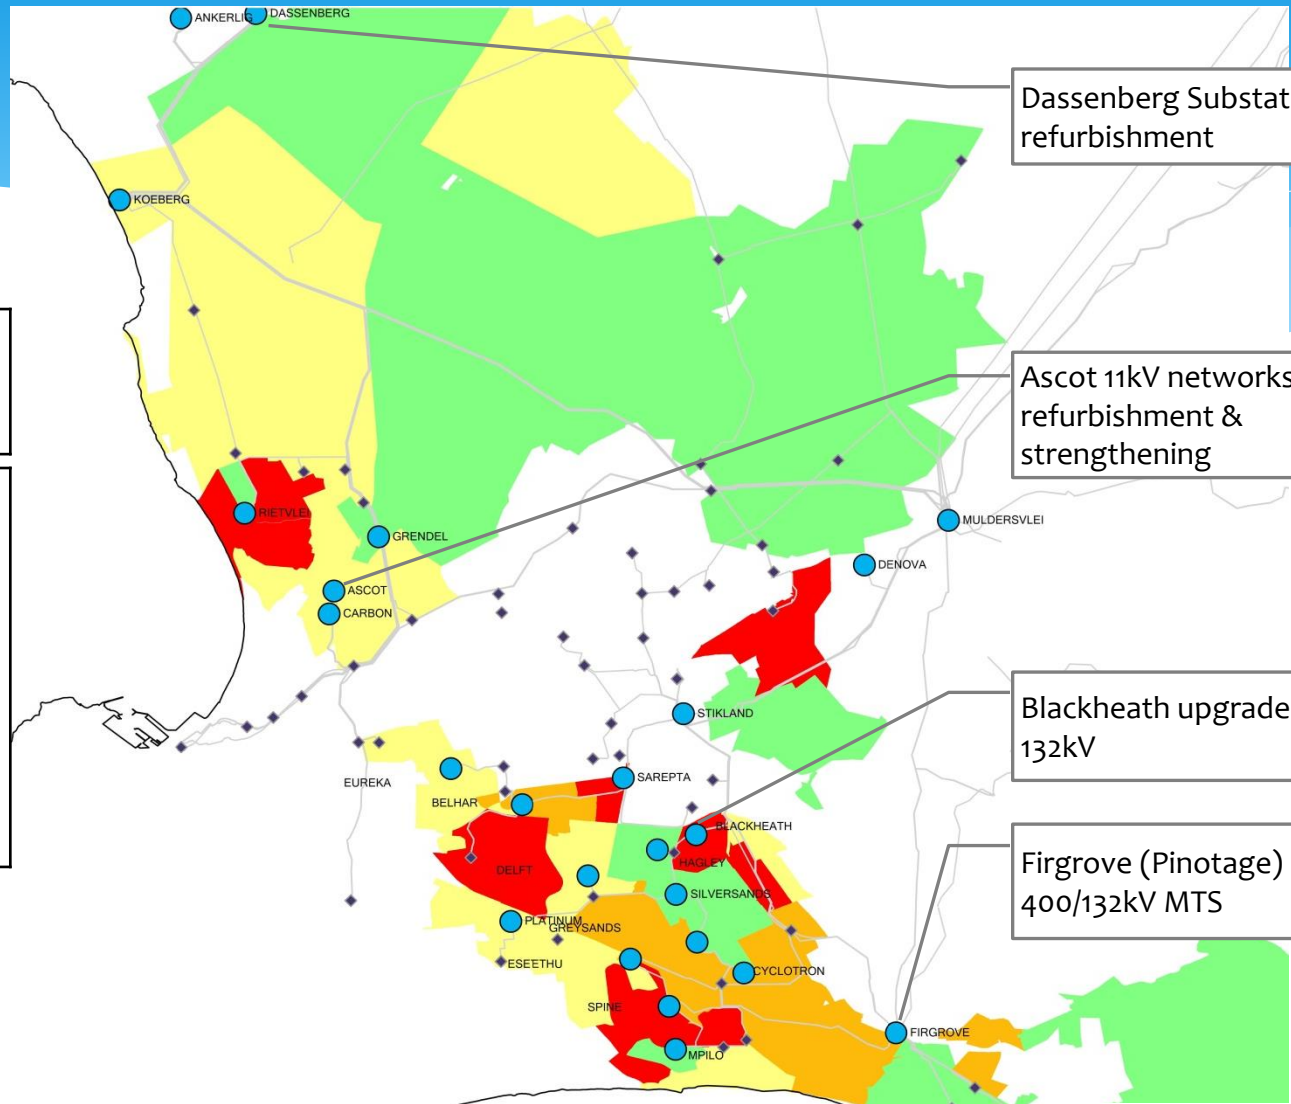 ANKERLIG
DASSENBERG
Dassenberg Substat
refurbishment
KOEBERG
Ascot 11kV networks
refurbishment &
strengthening
RIETVLEI
MULDERSVLEI
GRENDEL
DENOVA
ASCOT
CARBON
Blackheath upgrade
132kV
STIKLAND
EUREKA
SAREPTA
BELHAR
BLACKHEATH
HAGLEY
DELFT
SILVERSANDS
Firgrove (Pinotage)
400/132kV MTS
PLATINUM
GREYSANDS
ESEETHU
CYCLOTRON
SPINE
FIRGROVE
MPILO